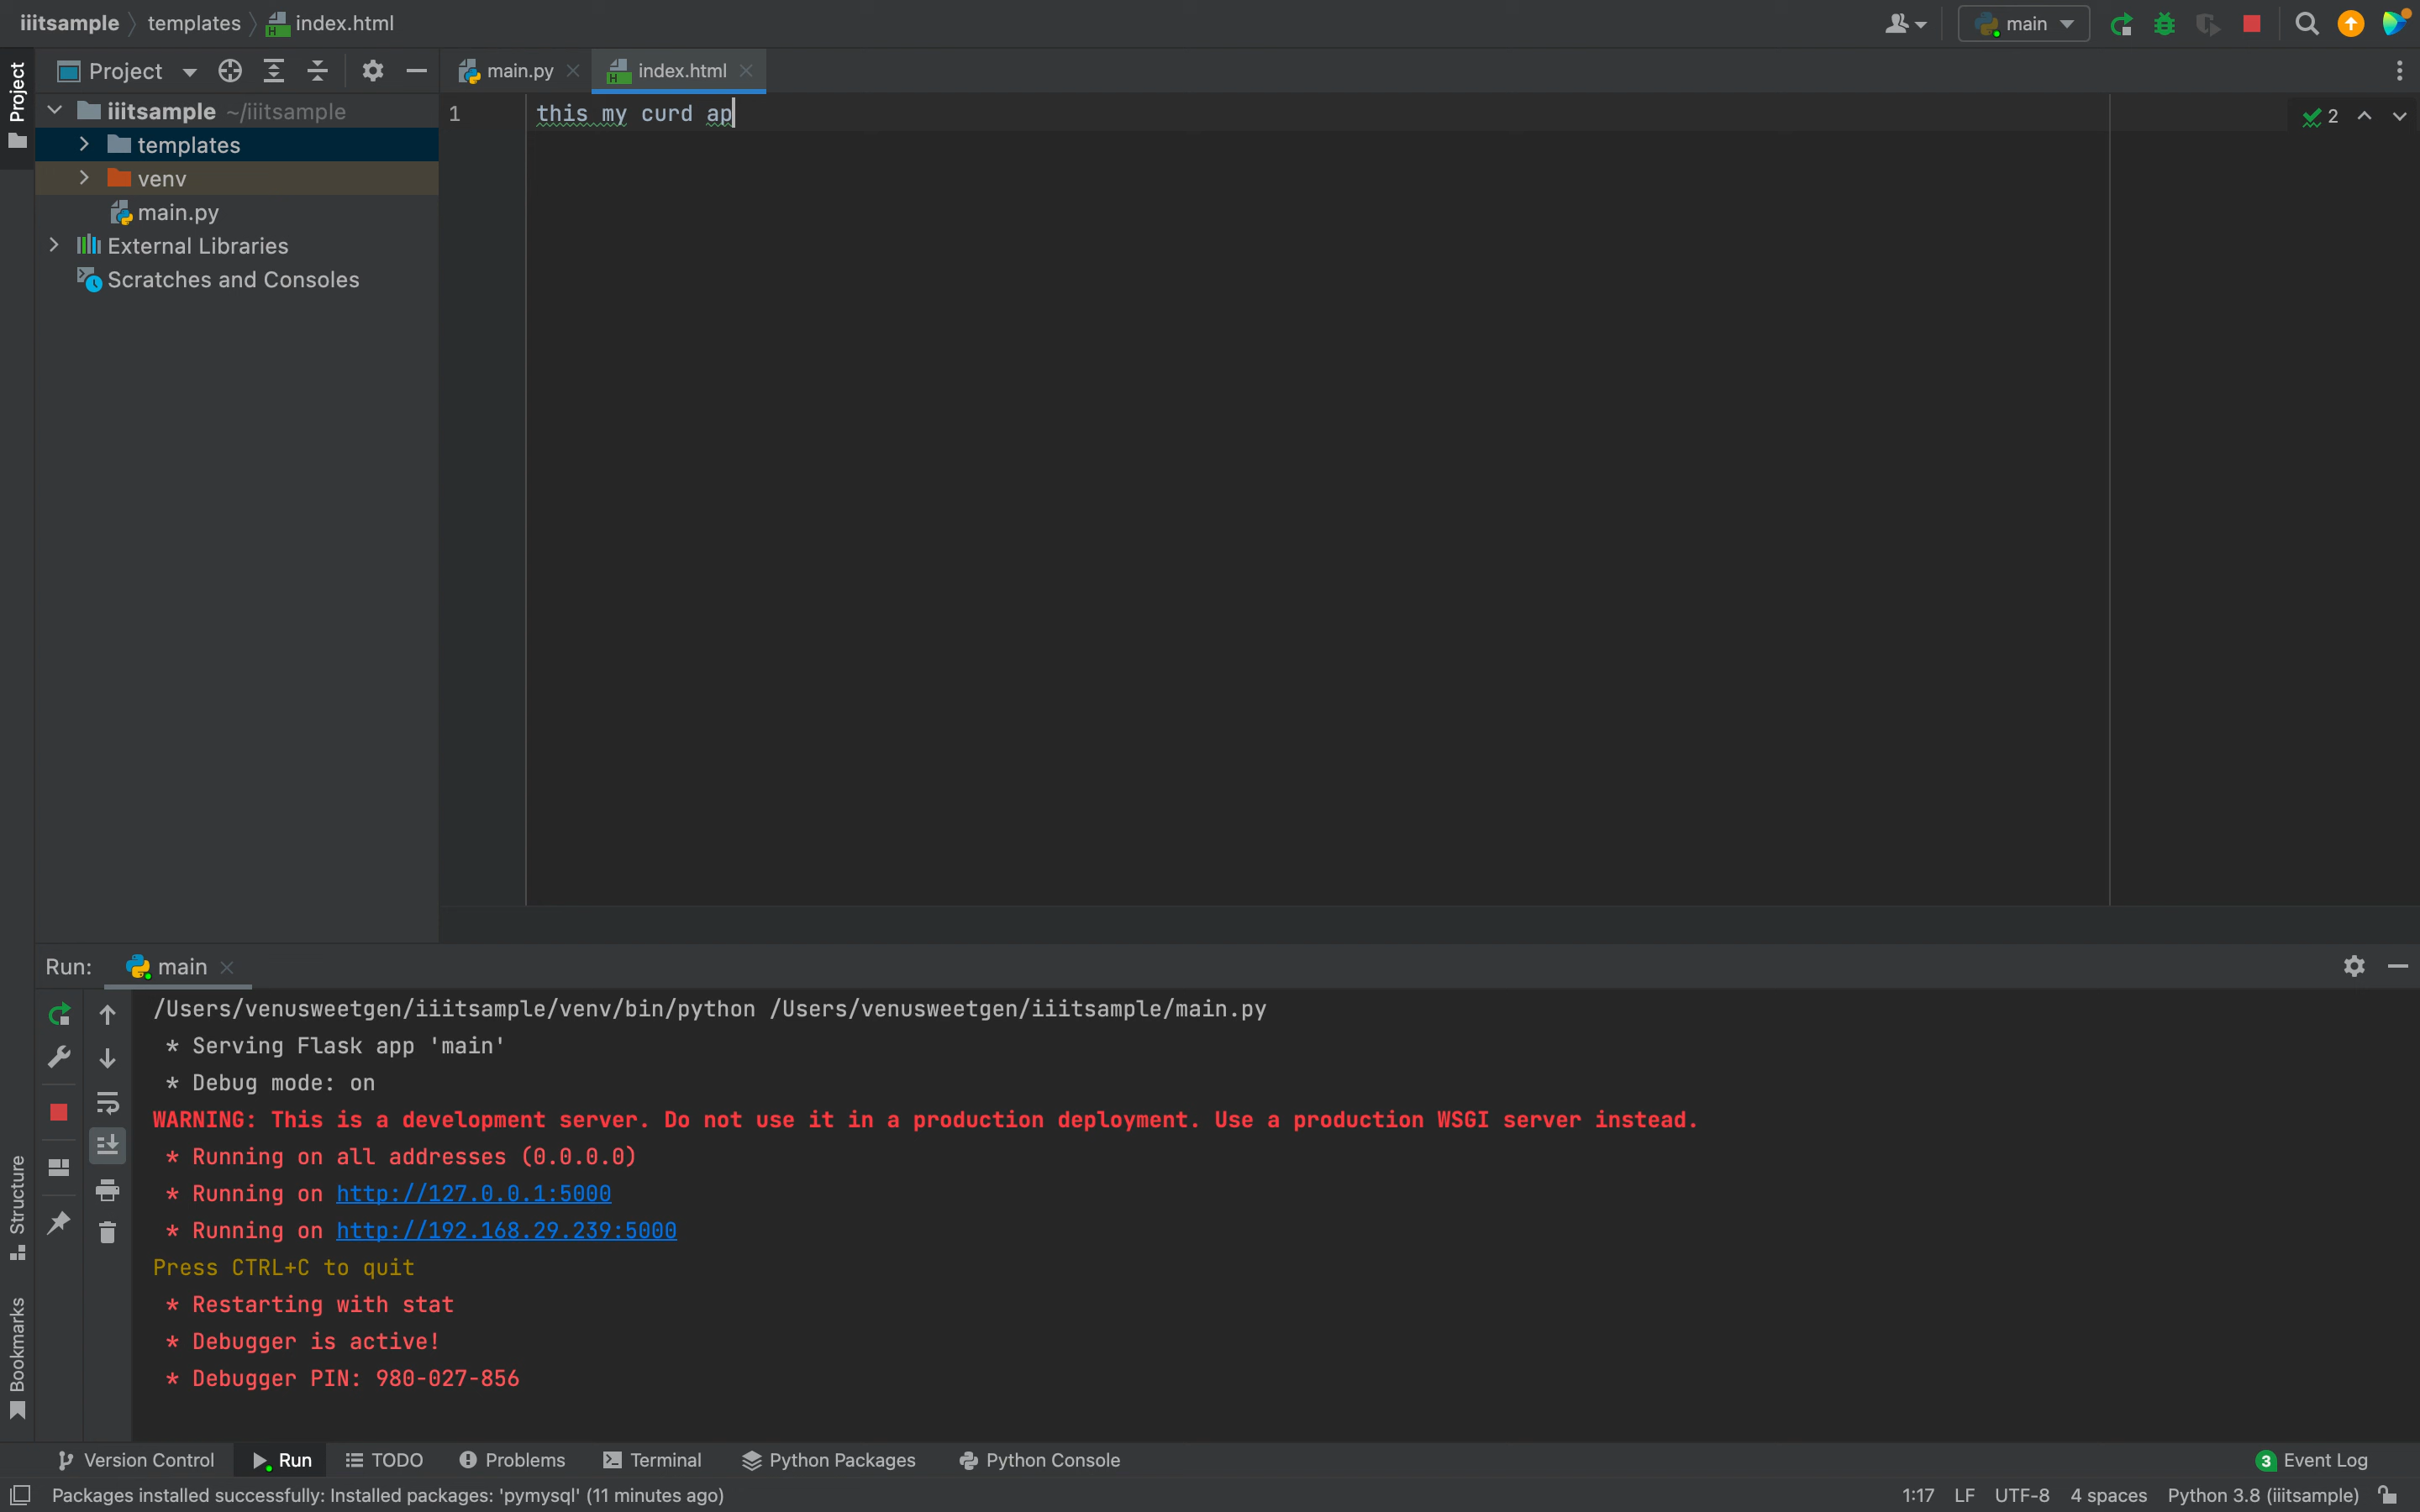 iiitsample templates index.html
main
Project
main.py
index.html
Project
iiitsample ~/iiitsample
templates
venv
main.py
External Libraries
Scratches and Consoles
1
this my curd ap
2
Run: main
/Users/venusweetgen/iiitsample/venv/bin/python /Users/venusweetgen/iiitsample/main.py
* Serving Flask app 'main'
* Debug mode: on
WARNING: This is a development server. Do not use it in a production deployment. Use a production WSGI server instead.
* Running on all addresses (0.0.0.0)
* Running on http://127.0.0.1:5000
* Running on http://192.168.29.239:5000
Press CTRL+C to quit
* Restarting with stat
* Debugger is active!
* Debugger PIN: 980-027-856
Structure
Bookmarks
Version Control Run TODO Problems Terminal Python Packages Python Console 3 Event Log
Packages installed successfully: Installed packages: 'pymysql' (11 minutes ago) 1:17 LF UTF-8 4 spaces Python 3.8 (iiitsample)